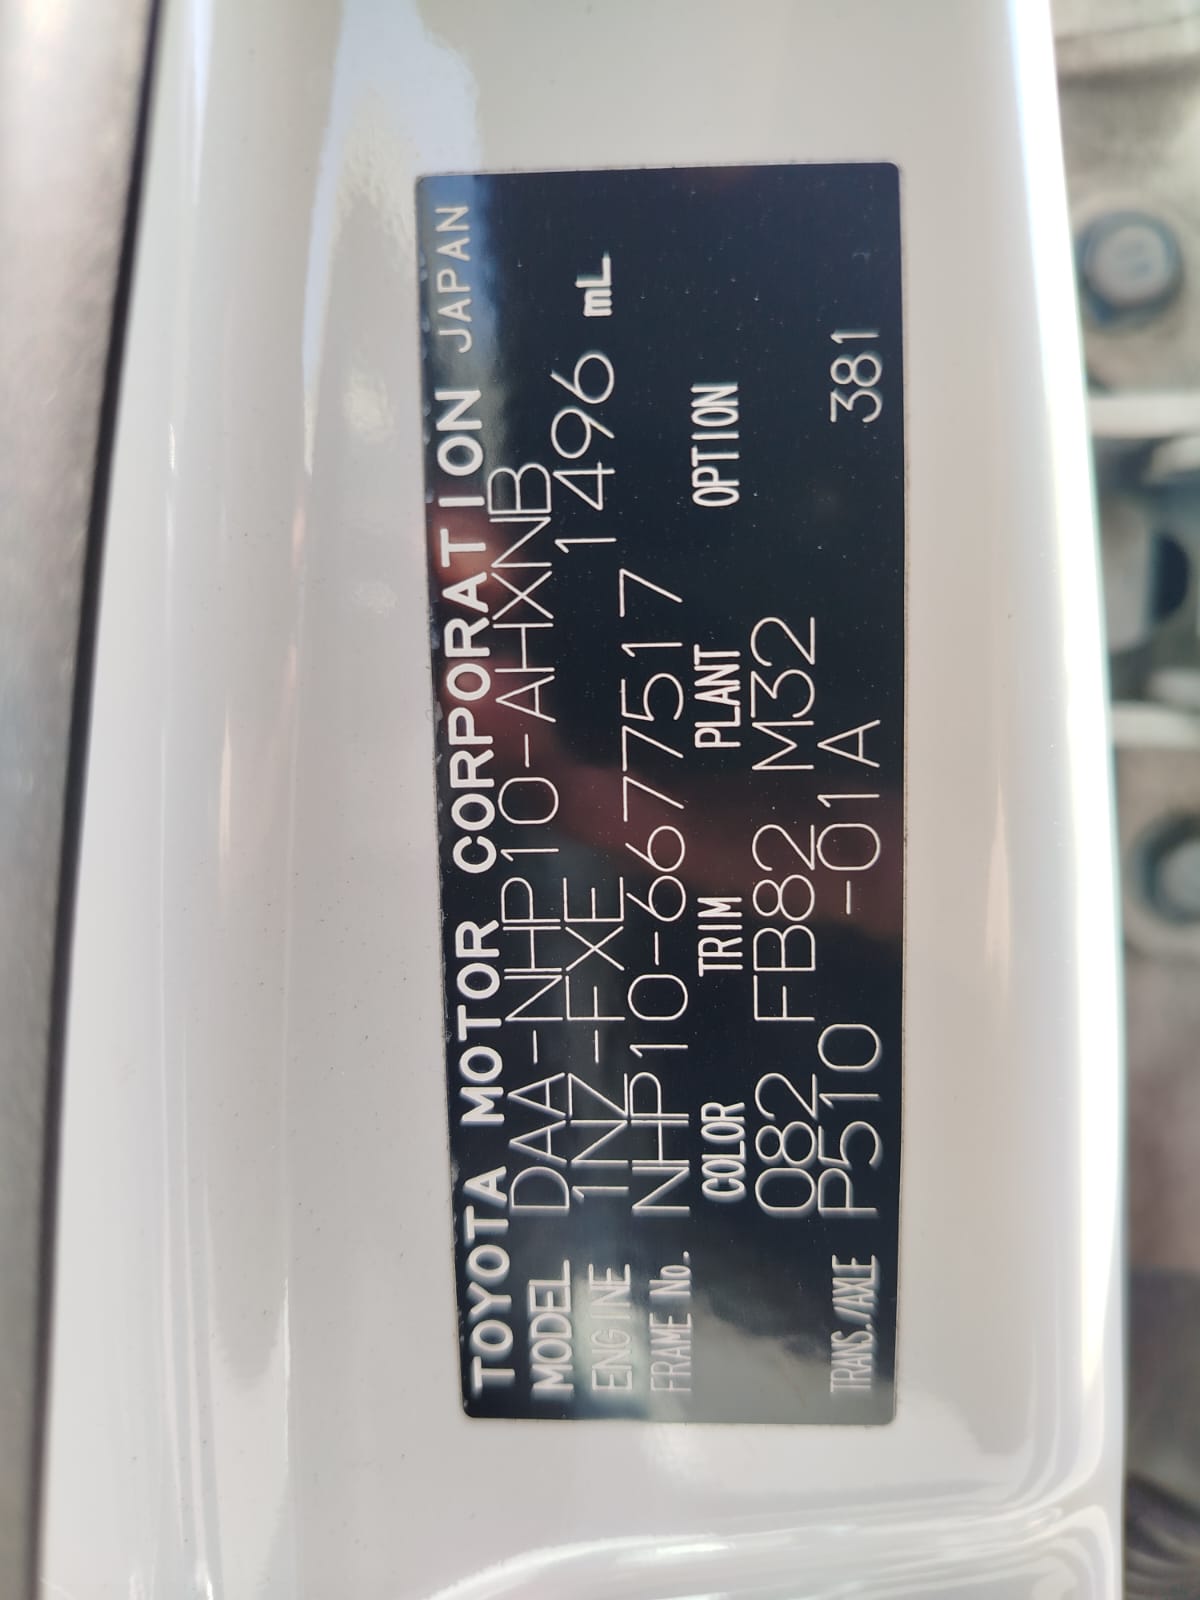 TOYOTA MOTOR CORPORATION JAPAN
MODEL DAA-NHP10-AHXNB
ENGINE 1NZ-FXE 1496 mL
FRAME No. NHP10-6677517
COLOR TRIM PLANT OPTION
082 FB82 M32
TRANS./AXLE P510 -01A 381